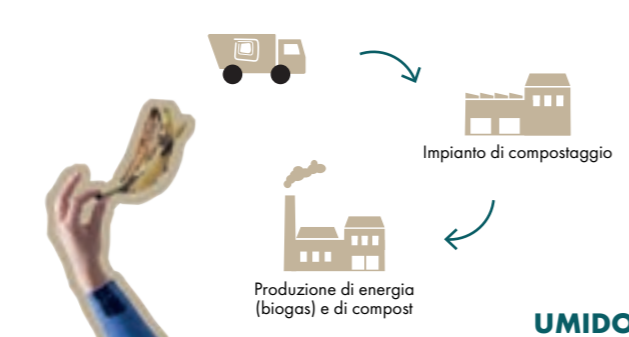 Impianto di compostaggio
Produzione di energia
(biogas) e di compost
UMIDO